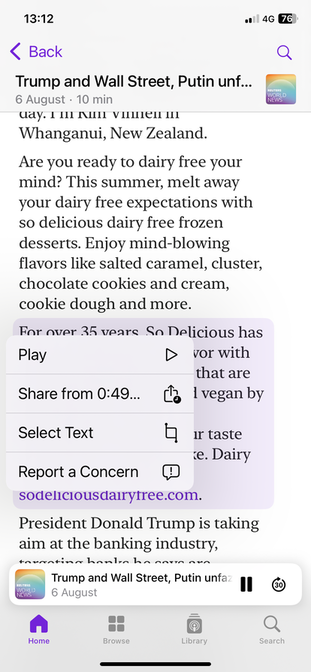 13:12
4G 76
Back
Trump and Wall Street, Putin unf...
6 August · 10 min
day. I'm Kim Vinnell in
Whanganui, New Zealand.
Are you ready to dairy free your
mind? This summer, melt away
your dairy free expectations with
so delicious dairy free frozen
desserts. Enjoy mind-blowing
flavors like salted caramel, cluster,
chocolate cookies and cream,
cookie dough and more.
For over 35 years, So Delicious has
vor with
that are
d vegan by
ur taste
ke. Dairy
sodeliciousdairyfree.com.
Play
Share from 0:49...
Select Text
Report a Concern
President Donald Trump is taking
aim at the banking industry,
targeting banks he says are
WORLD
NEWS
Trump and Wall Street, Putin unfa
6 August
30
Home
Browse
Library
Search